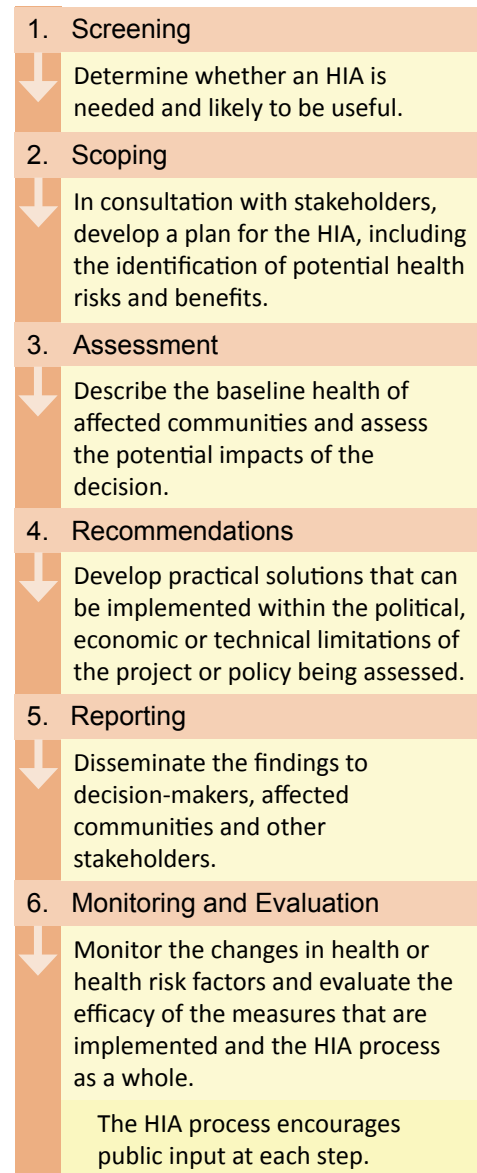 1. Screening
Determine whether an HIA is
needed and likely to be useful.
2. Scoping
In consultation with stakeholders,
develop a plan for the HIA, including
the identification of potential health
risks and benefits.
3. Assessment
Describe the baseline health of
affected communities and assess
the potential impacts of the
decision.
4. Recommendations
Develop practical solutions that can
be implemented within the political,
economic or technical limitations of
the project or policy being assessed.
5. Reporting
Disseminate the findings to
decision-makers, affected
communities and other
stakeholders.
6. Monitoring and Evaluation
Monitor the changes in health or
health risk factors and evaluate the
efficacy of the measures that are
implemented and the HIA process
as a whole.
The HIA process encourages
public input at each step.